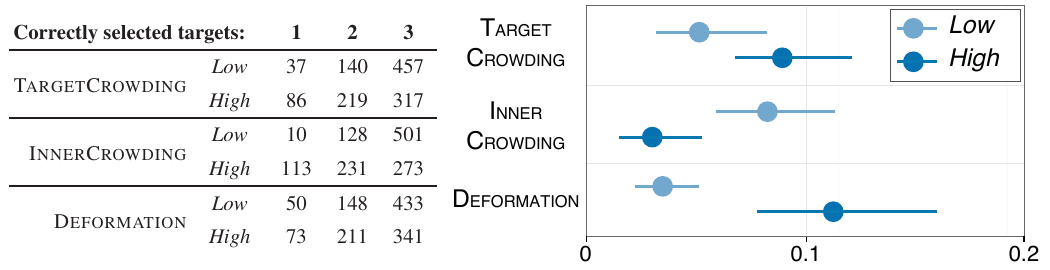 Correctly selected targets: 1 2 3
TARGETCROWDING Low 37 140 457
High 86 219 317
INNERCROWDING Low 10 128 501
High 113 231 273
DEFORMATION Low 50 148 433
High 73 211 341
TARGET
CROWDING
INNER
CROWDING
DEFORMATION
Low
High
0 0.1 0.2